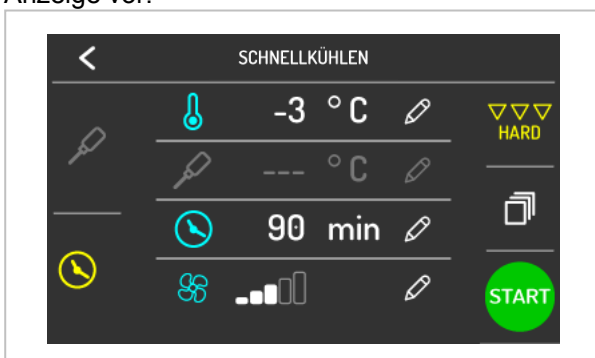 Anzeige vor:
SCHNELLKÜHLEN
-3 °C
HARD
--- °C
90 min
START